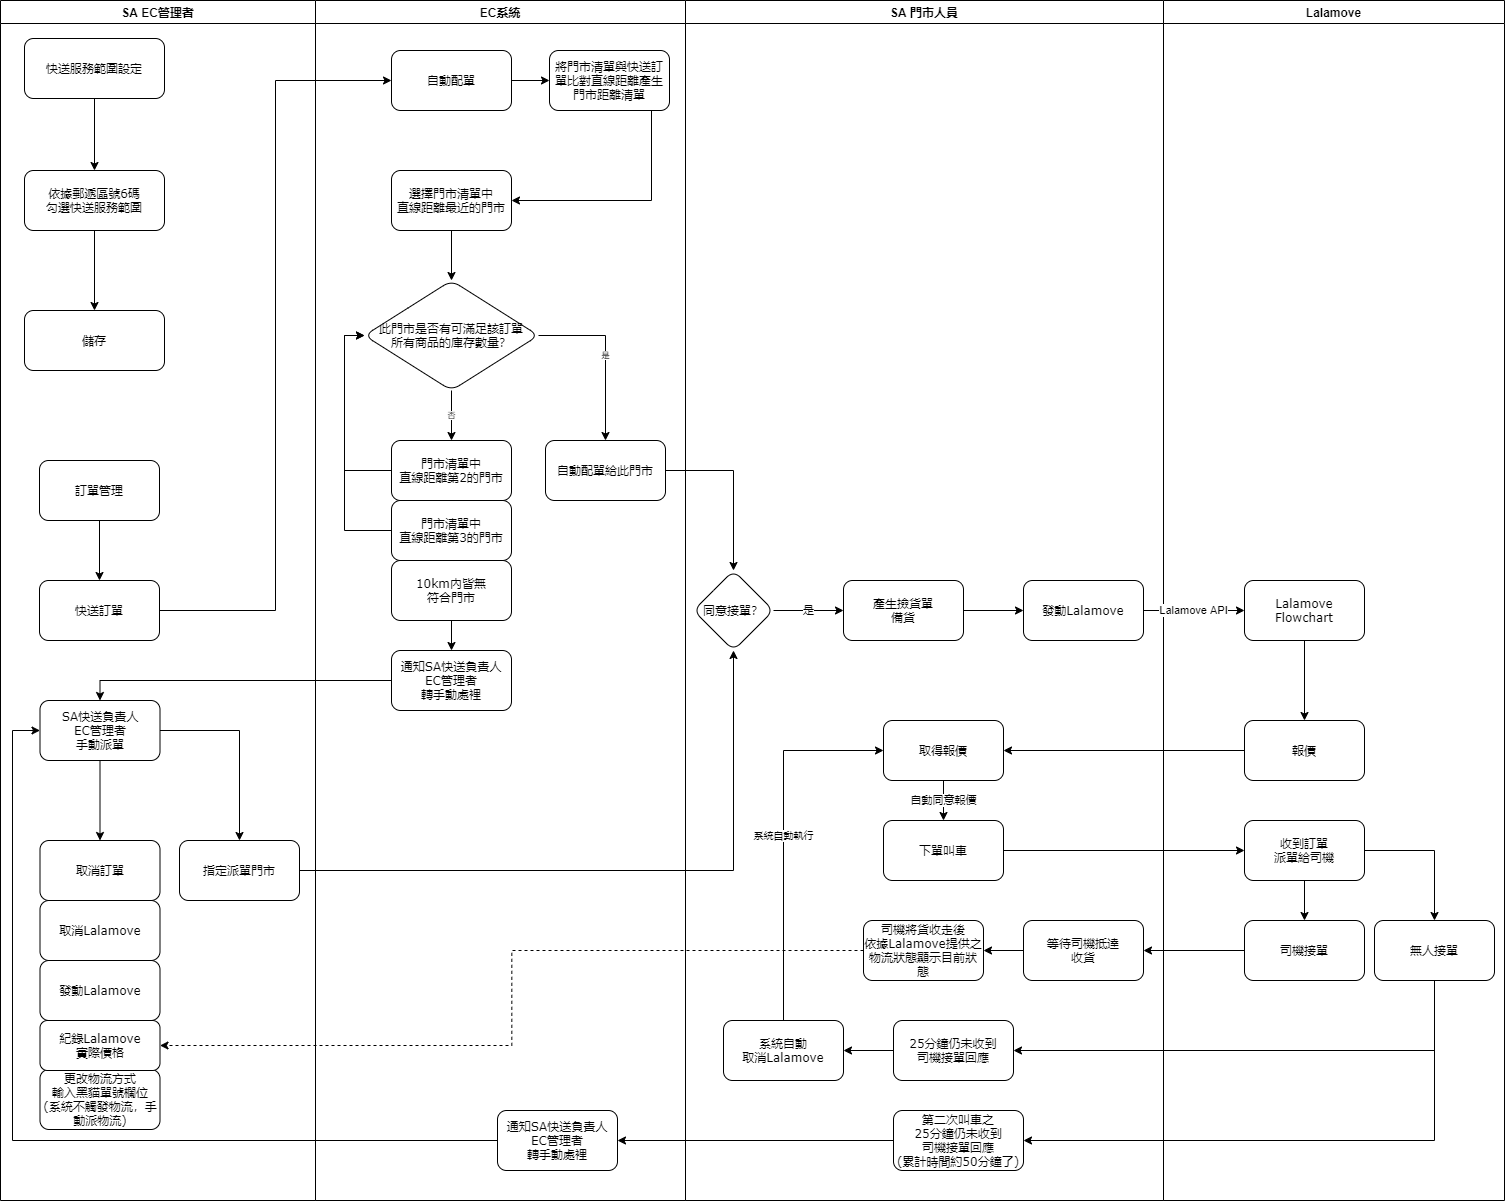 SA EC管理者
EC系統
SA 門市人員
Lalamove
快送服務範圍設定
依據郵遞區號6碼
勾選快送服務範圍
儲存
訂單管理
快送訂單
SA快送負責人
EC管理者
手動派單
取消訂單
指定派單門市
取消Lalamove
發動Lalamove
紀錄Lalamove
實際價格
更改物流方式
輸入黑貓單號欄位
(系統不觸發物流，手
動派物流)
自動配單
將門市清單與快送訂
單比對直線距離產生
門市距離清單
選擇門市清單中
直線距離最近的門市
此門市是否有可滿足該訂單
所有商品的庫存數量?
是
否
門市清單中
直線距離第2的門市
自動配單給此門市
門市清單中
直線距離第3的門市
10km內皆無
符合門市
通知SA快送負責人
EC管理者
轉手動處裡
通知SA快送負責人
EC管理者
轉手動處裡
同意接單?
是
產生撿貨單
備貨
發動Lalamove
Lalamove API
取得報價
自動同意報價
系統自動執行
下單叫車
司機將貨收走後
依據Lalamove提供之
物流狀態顯示目前狀
態
等待司機抵達
收貨
系統自動
取消Lalamove
25分鐘仍未收到
司機接單回應
第二次叫車之
25分鐘仍未收到
司機接單回應
(累計時間約50分鐘了)
Lalamove
Flowchart
報價
收到訂單
派單給司機
司機接單
無人接單